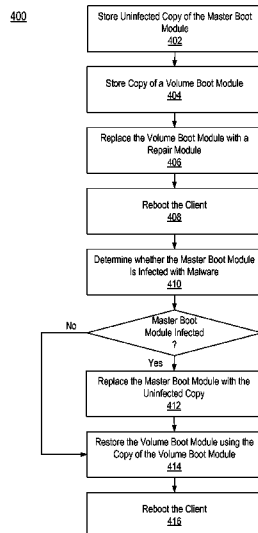 400
Store Uninfected Copy of the Master Boot
Module
402
Store Copy of a Volume Boot Module
404
Replace the Volume Boot Module with a
Repair Module
406
Reboot the Client
408
Determine whether the Master Boot Module
is Infected with Malware
410
Master Boot
Module Infected
?
No
Yes
Replace the Master Boot Module with the
Uninfected Copy
412
Restore the Volume Boot Module using the
Copy of the Volume Boot Module
414
Reboot the Client
416